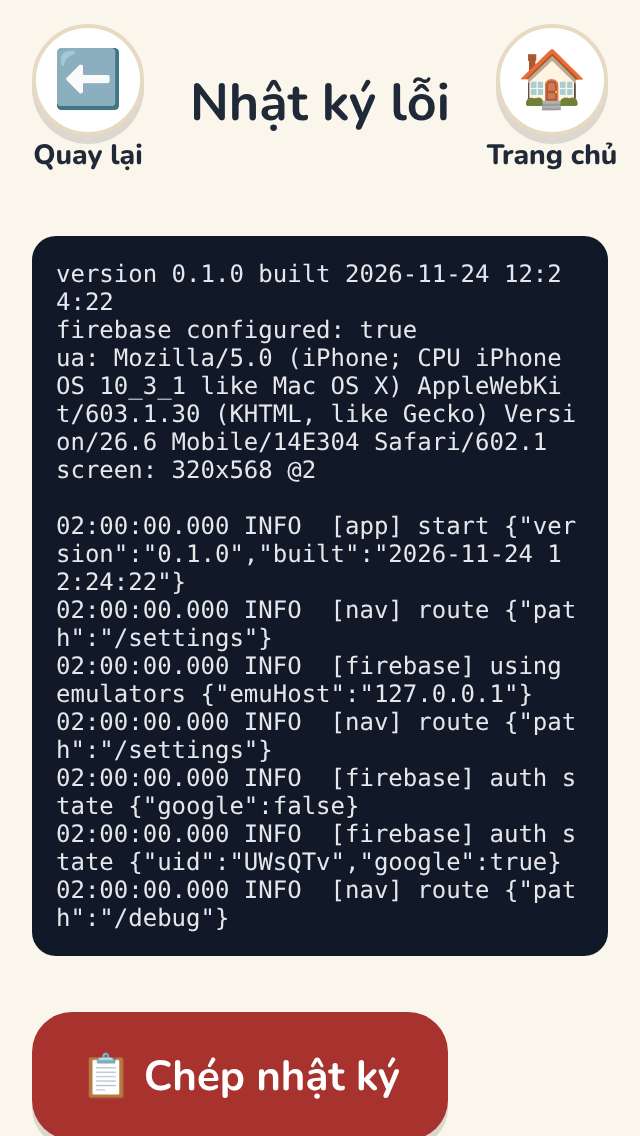 Nhật ký lỗi
Quay lại
Trang chủ
version 0.1.0 built 2026-11-24 12:2
4:22
firebase configured: true
ua: Mozilla/5.0 (iPhone; CPU iPhone
OS 10_3_1 like Mac OS X) AppleWebKi
t/603.1.30 (KHTML, like Gecko) Versi
on/26.6 Mobile/14E304 Safari/602.1
screen: 320x568 @2

02:00:00.000 INFO  [app] start {"ver
sion":"0.1.0","built":"2026-11-24 1
2:24:22"}
02:00:00.000 INFO  [nav] route {"pat
h":"/settings"}
02:00:00.000 INFO  [firebase] using
emulators {"emuHost":"127.0.0.1"}
02:00:00.000 INFO  [nav] route {"pat
h":"/settings"}
02:00:00.000 INFO  [firebase] auth s
tate {"google":false}
02:00:00.000 INFO  [firebase] auth s
tate {"uid":"UWsQTv","google":true}
02:00:00.000 INFO  [nav] route {"pat
h":"/debug"}
Chép nhật ký